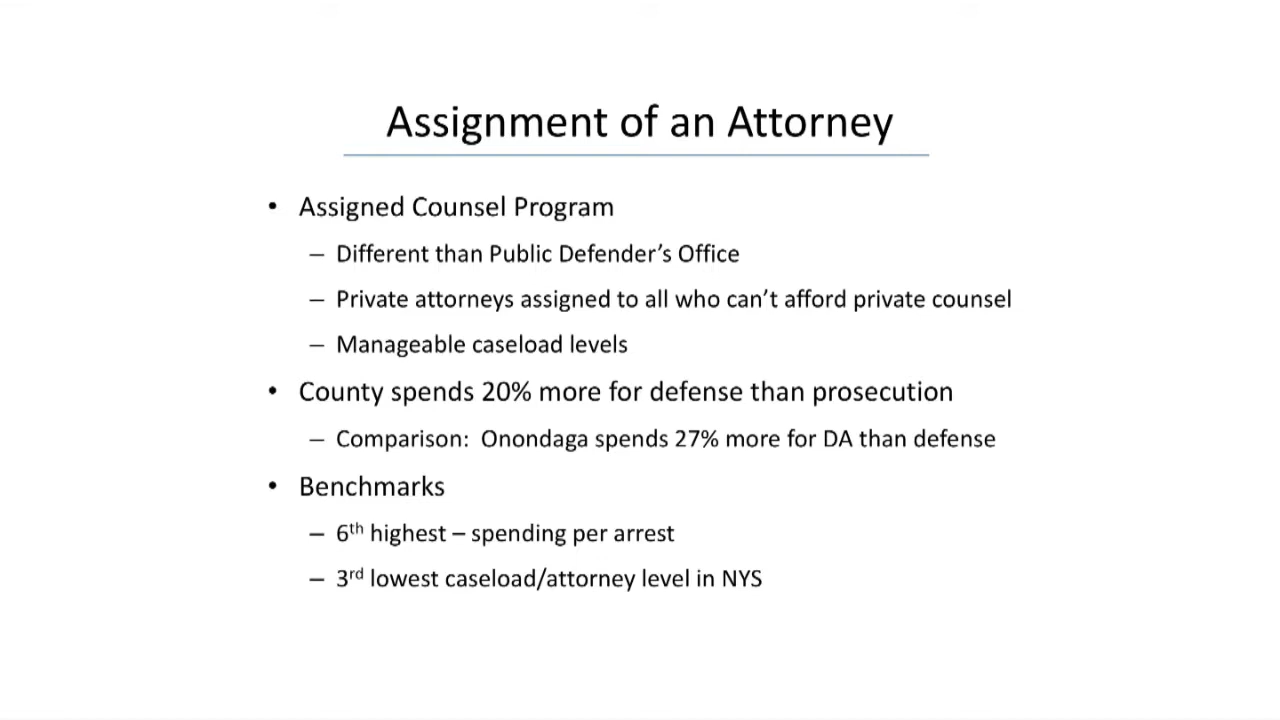 Assignment of an Attorney
• Assigned Counsel Program
– Different than Public Defender’s Office
– Private attorneys assigned to all who can’t afford private counsel
– Manageable caseload levels
• County spends 20% more for defense than prosecution
– Comparison:  Onondaga spends 27% more for DA than defense
• Benchmarks
– 6th highest – spending per arrest
– 3rd lowest caseload/attorney level in NYS